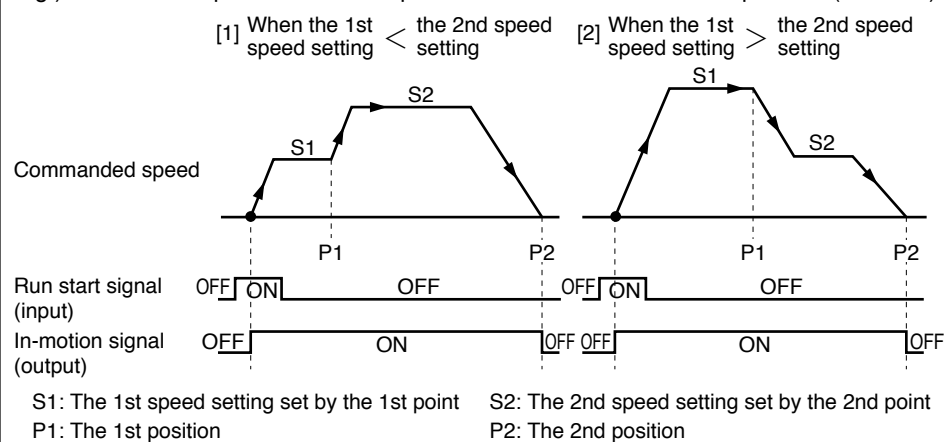 [1] When the 1st speed setting < the 2nd speed setting
[2] When the 1st speed setting > the 2nd speed setting
S1
S2
S1
S2
Commanded speed
P1
P2
P1
P2
Run start signal (input)
OFF
ON
OFF
OFF
ON
OFF
In-motion signal (output)
OFF
ON
OFF
OFF
ON
OFF
S1: The 1st speed setting set by the 1st point
S2: The 2nd speed setting set by the 2nd point
P1: The 1st position
P2: The 2nd position